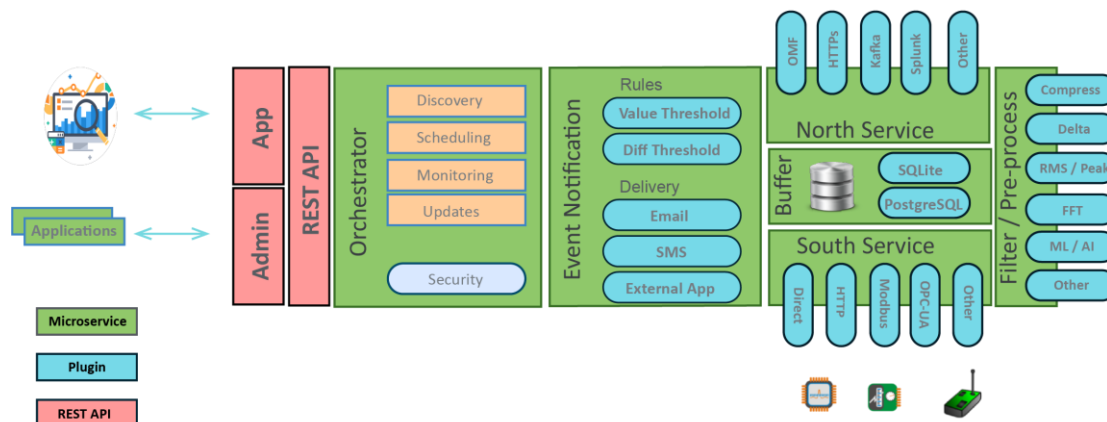 Applications
Microservice
Plugin
REST API
App
Admin
REST API
Orchestrator
Discovery
Scheduling
Monitoring
Updates
Security
Event Notification
Rules
Value Threshold
Diff Threshold
Delivery
Email
SMS
External App
OMF
HTTPs
Kafka
Splunk
Other
North Service
Buffer
SQLite
PostgreSQL
South Service
Direct
HTTP
Modbus
OPC-UA
Other
Filter / Pre-process
Compress
Delta
RMS / Peak
FFT
ML / AI
Other